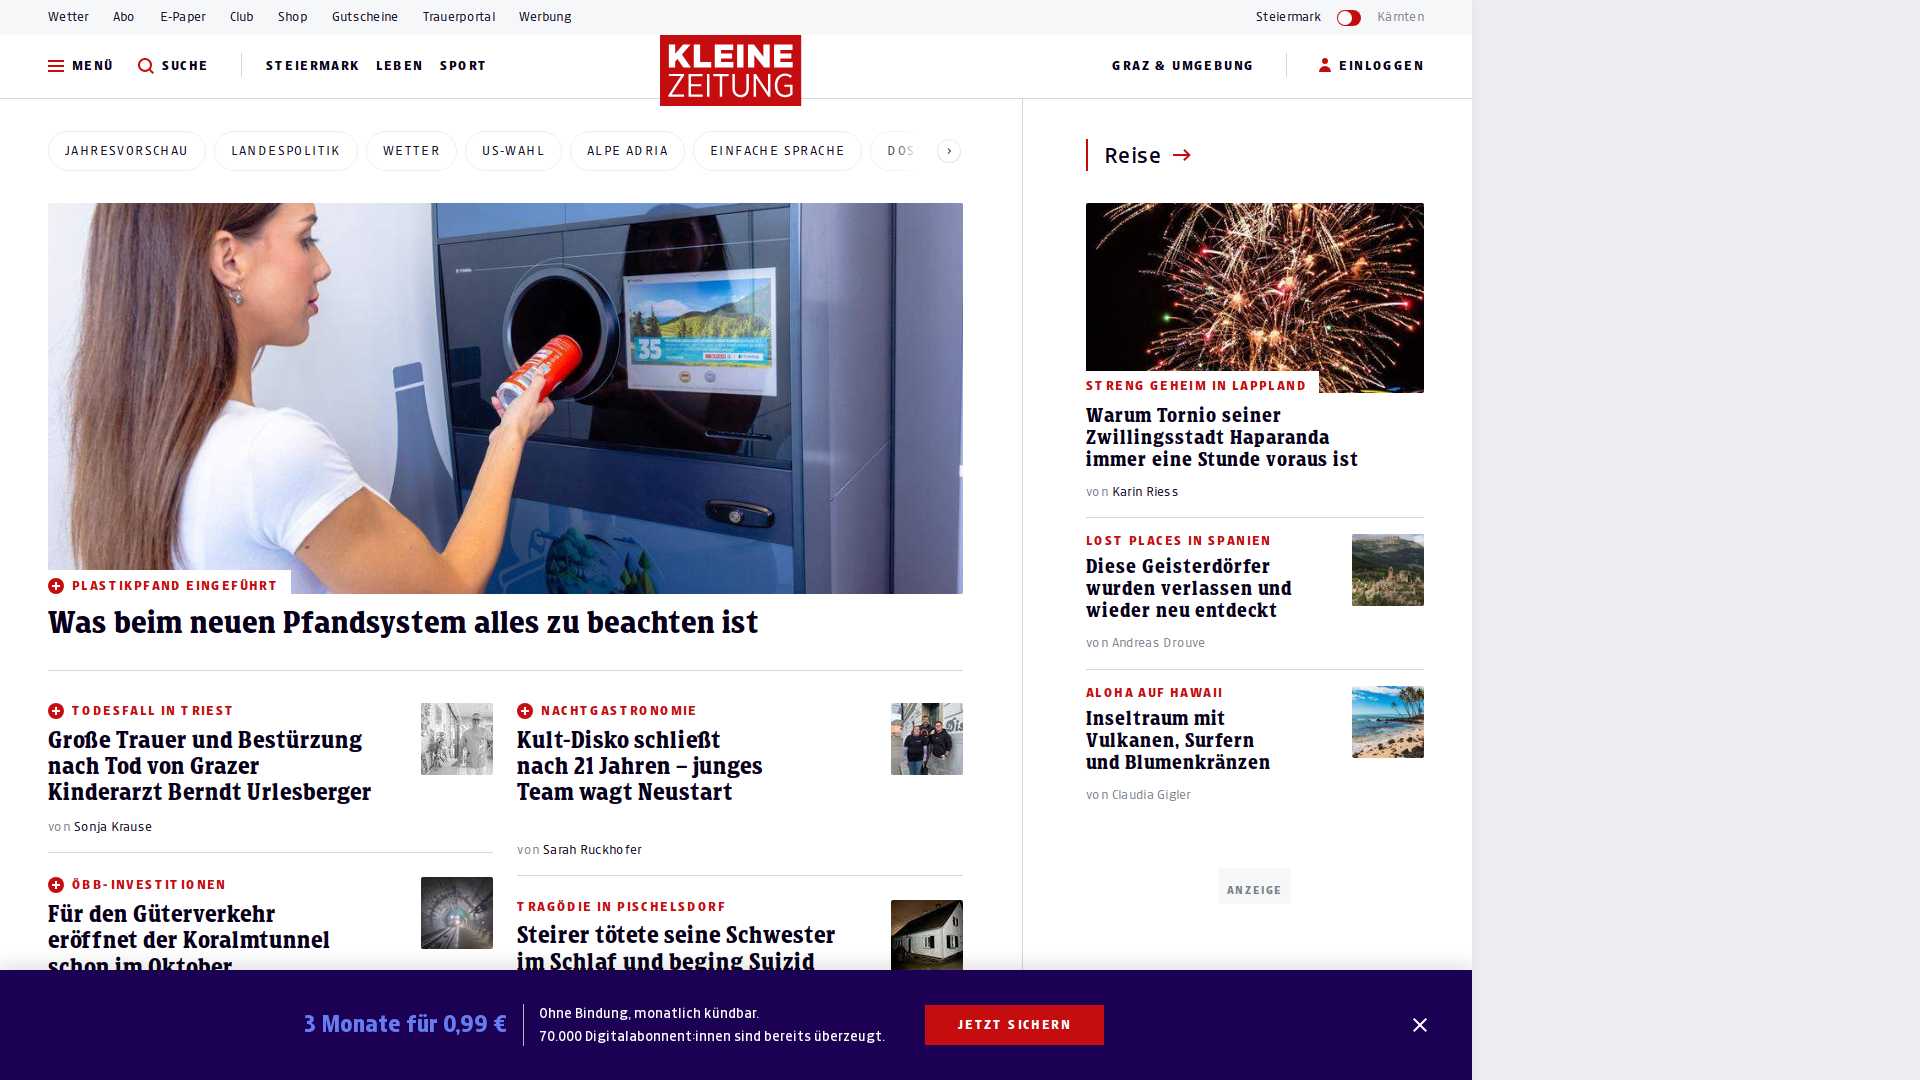 Wetter Abo E-Paper Club Shop Gutscheine Trauerportal Werbung Steiermark Kärnten
MENÜ SUCHE STEIERMARK LEBEN SPORT KLEINE ZEITUNG GRAZ & UMGEBUNG EINLOGGEN
JAHRESVORSCHAU LANDESPOLITIK WETTER US-WAHL ALPE ADRIA EINFACHE SPRACHE
35
PLASTIKPFAND EINGEFÜHRT
Was beim neuen Pfandsystem alles zu beachten ist
TODESFALL IN TRIEST
Große Trauer und Bestürzung
nach Tod von Grazer
Kinderarzt Berndt Urlesberger
von Sonja Krause
ÖBB-INVESTITIONEN
Für den Güterverkehr
eröffnet der Koralmtunnel
schon im Oktober
NACHTGASTRONOMIE
Kult-Disko schließt
nach 21 Jahren – junges
Team wagt Neustart
von Sarah Ruckhofer
TRAGÖDIE IN PISCHELSDORF
Steirer tötete seine Schwester
im Schlaf und beging Suizid
Reise
STRENG GEHEIM IN LAPPLAND
Warum Tornio seiner
Zwillingsstadt Haparanda
immer eine Stunde voraus ist
von Karin Riess
LOST PLACES IN SPANIEN
Diese Geisterdörfer
wurden verlassen und
wieder neu entdeckt
von Andreas Drouve
ALOHA AUF HAWAII
Inseltraum mit
Vulkanen, Surfern
und Blumenkränzen
von Claudia Gigler
ANZEIGE
3 Monate für 0,99 €
Ohne Bindung, monatlich kündbar.
70.000 Digitalabonnent:innen sind bereits überzeugt.
JETZT SICHERN